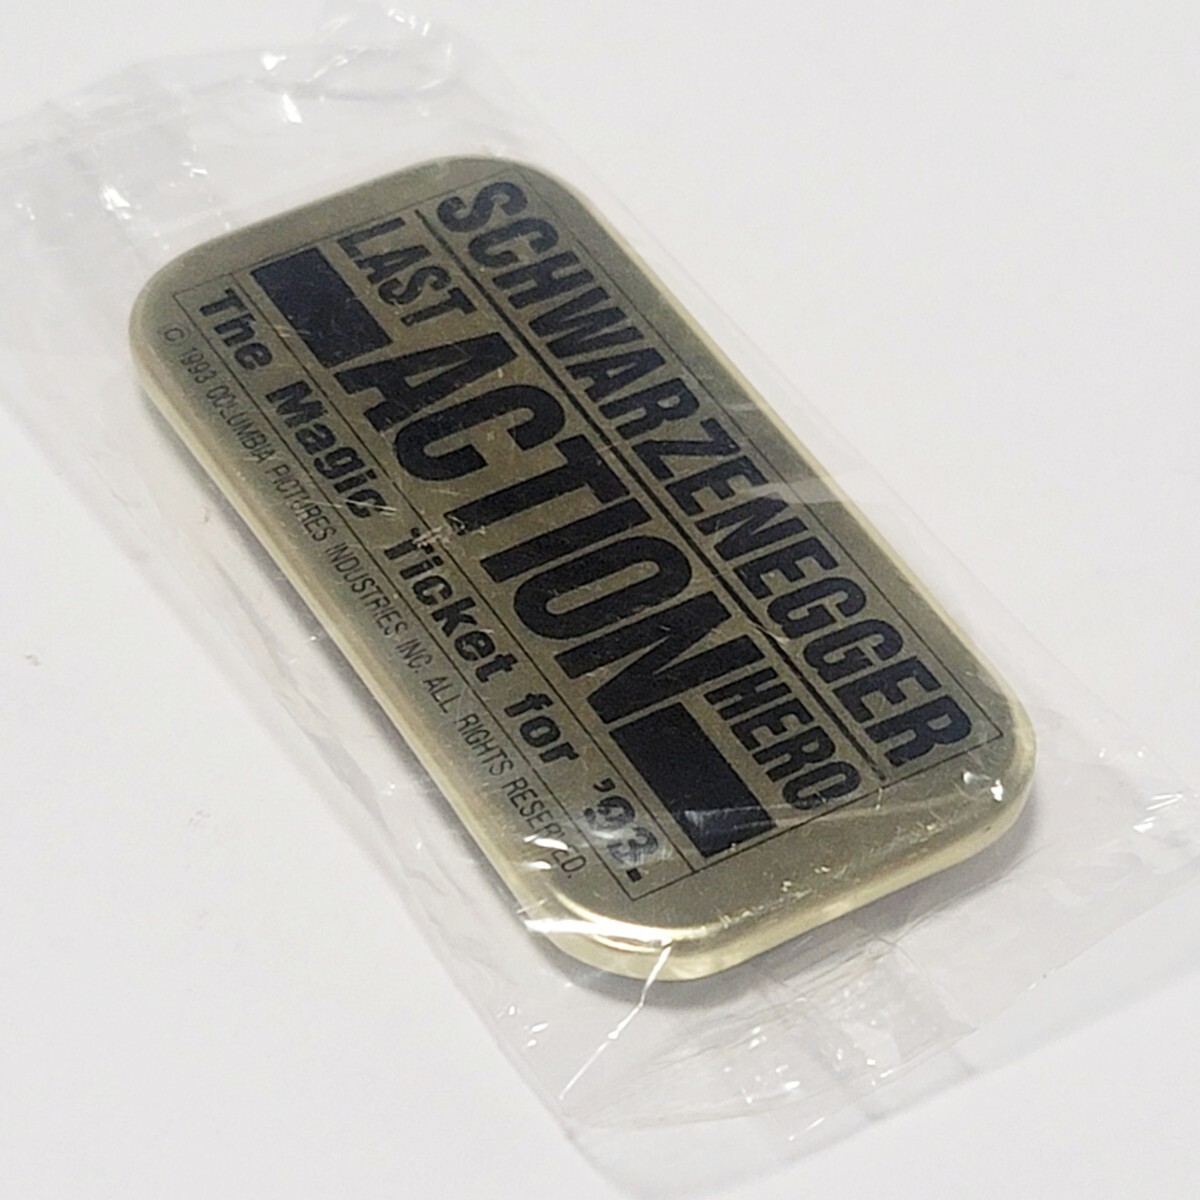 SCHWARZENEGGER
LAST ACTION HERO
The Magic Ticket for '93.
© 1993 COLUMBIA PICTURES INDUSTRIES INC. ALL RIGHTS RESERVED.